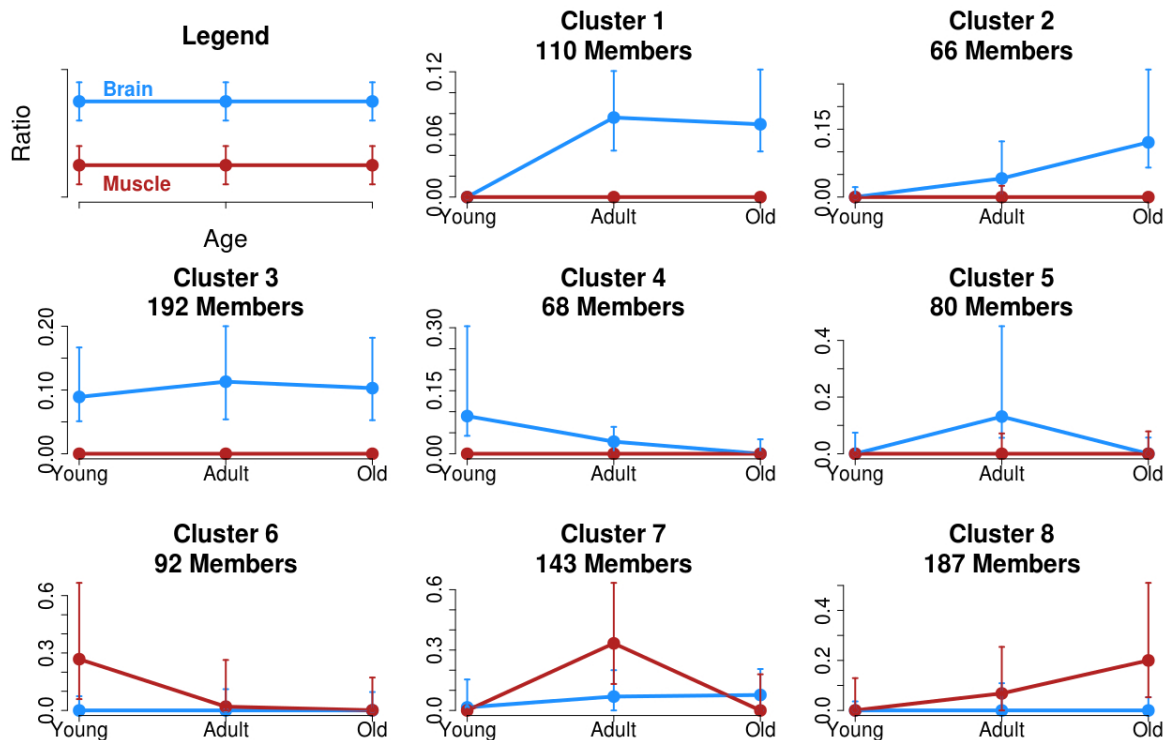 Legend
Ratio
Brain
Muscle
Age
Cluster 1
110 Members
0.00 0.06 0.12
Young Adult Old
Cluster 2
66 Members
0.00 0.15
Young Adult Old
Cluster 3
192 Members
0.00 0.10 0.20
Young Adult Old
Cluster 4
68 Members
0.00 0.15 0.30
Young Adult Old
Cluster 5
80 Members
0.0 0.2 0.4
Young Adult Old
Cluster 6
92 Members
0.0 0.3 0.6
Young Adult Old
Cluster 7
143 Members
0.0 0.3 0.6
Young Adult Old
Cluster 8
187 Members
0.0 0.2 0.4
Young Adult Old